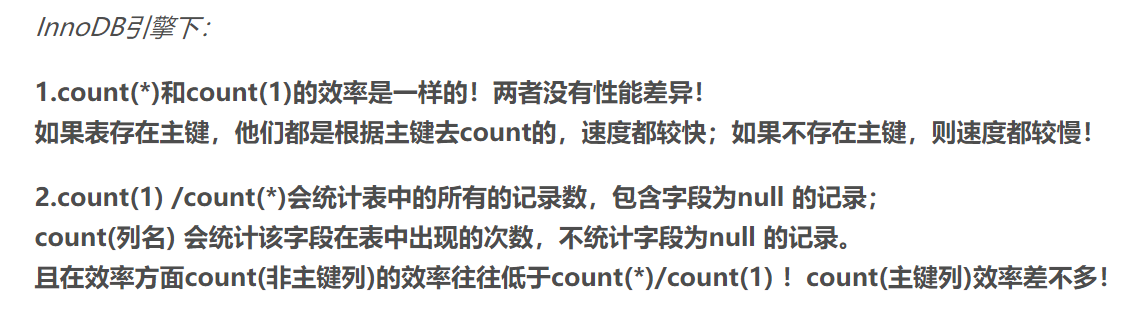 InnoDB引擎下：
1.count(*)和count(1)的效率是一样的！两者没有性能差异！
如果表存在主键，他们都是根据主键去count的，速度都较快；如果不存在主键，则速度都较慢！
2.count(1) /count(*)会统计表中的所有的记录数，包含字段为null 的记录；
count(列名) 会统计该字段在表中出现的次数，不统计字段为null 的记录。
且在效率方面count(非主键列)的效率往往低于count(*)/count(1) ！count(主键列)效率差不多！